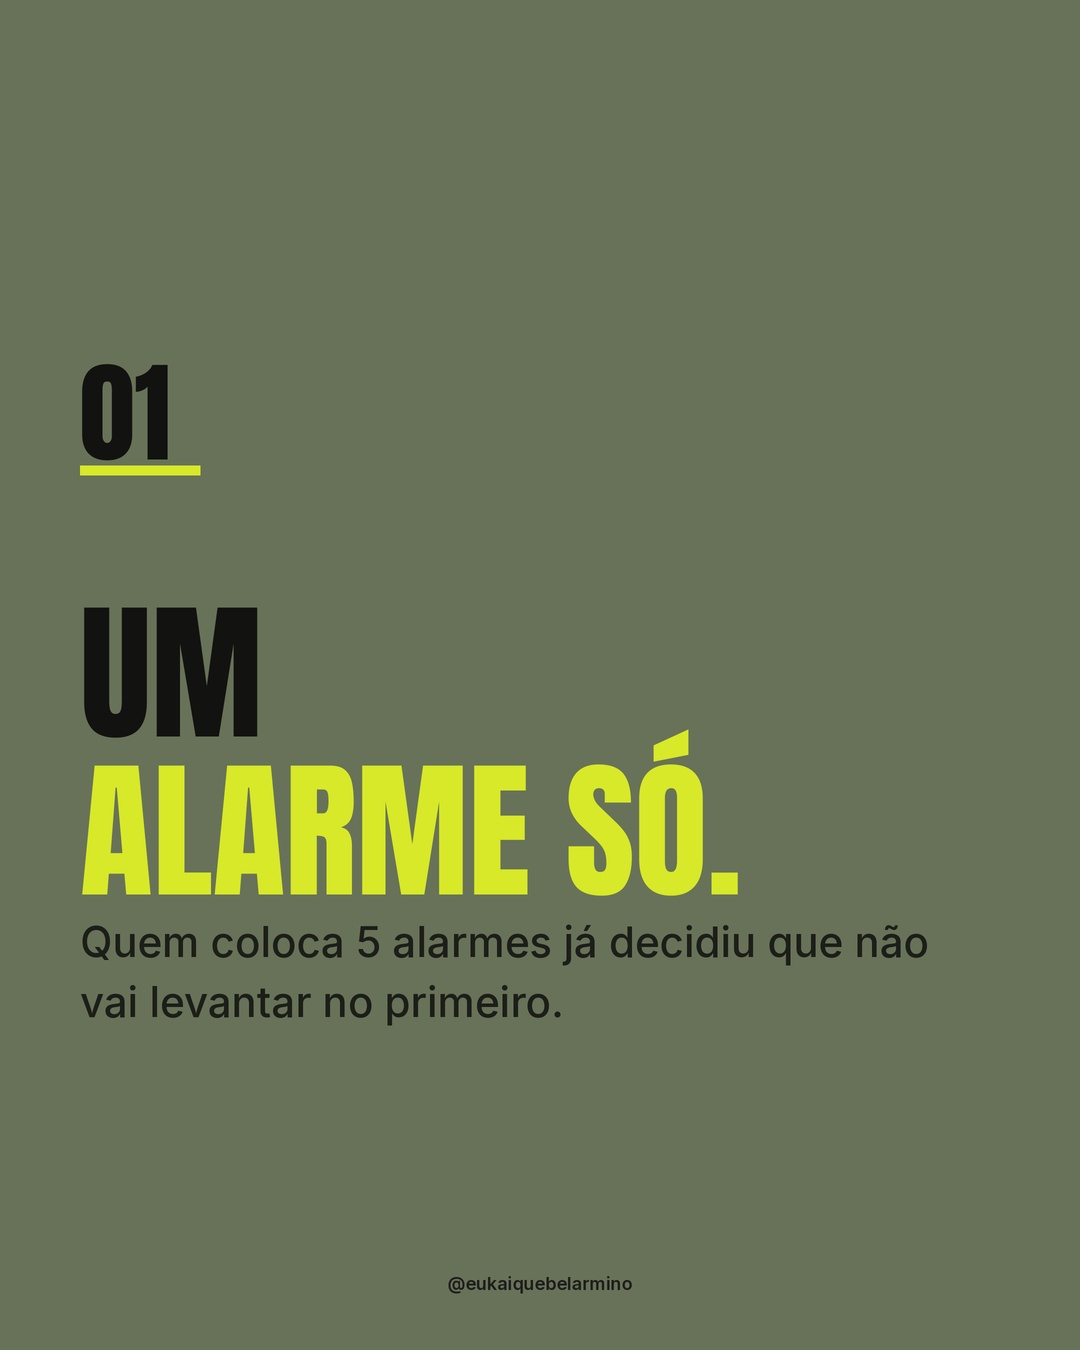 01
UM
ALARME SÓ.
Quem coloca 5 alarmes já decidiu que não
vai levantar no primeiro.
@eukaiquebelarmino